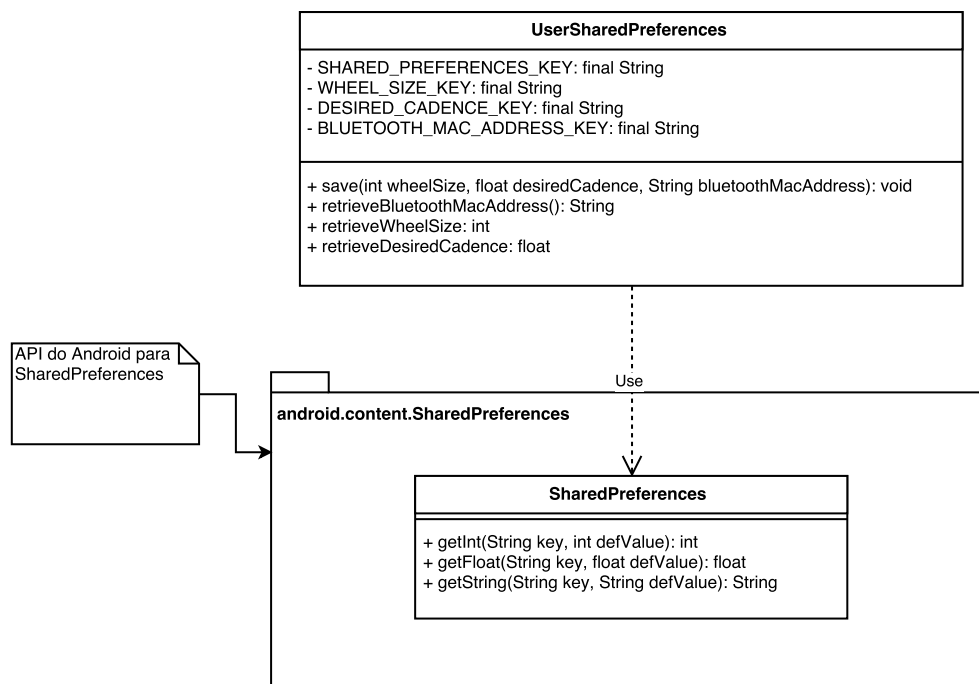 UserSharedPreferences
- SHARED_PREFERENCES_KEY: final String
- WHEEL_SIZE_KEY: final String
- DESIRED_CADENCE_KEY: final String
- BLUETOOTH_MAC_ADDRESS_KEY: final String
+ save(int wheelSize, float desiredCadence, String bluetoothMacAddress): void
+ retrieveBluetoothMacAddress(): String
+ retrieveWheelSize: int
+ retrieveDesiredCadence: float
API do Android para
SharedPreferences
Use
android.content.SharedPreferences
SharedPreferences
+ getInt(String key, int defValue): int
+ getFloat(String key, float defValue): float
+ getString(String key, String defValue): String